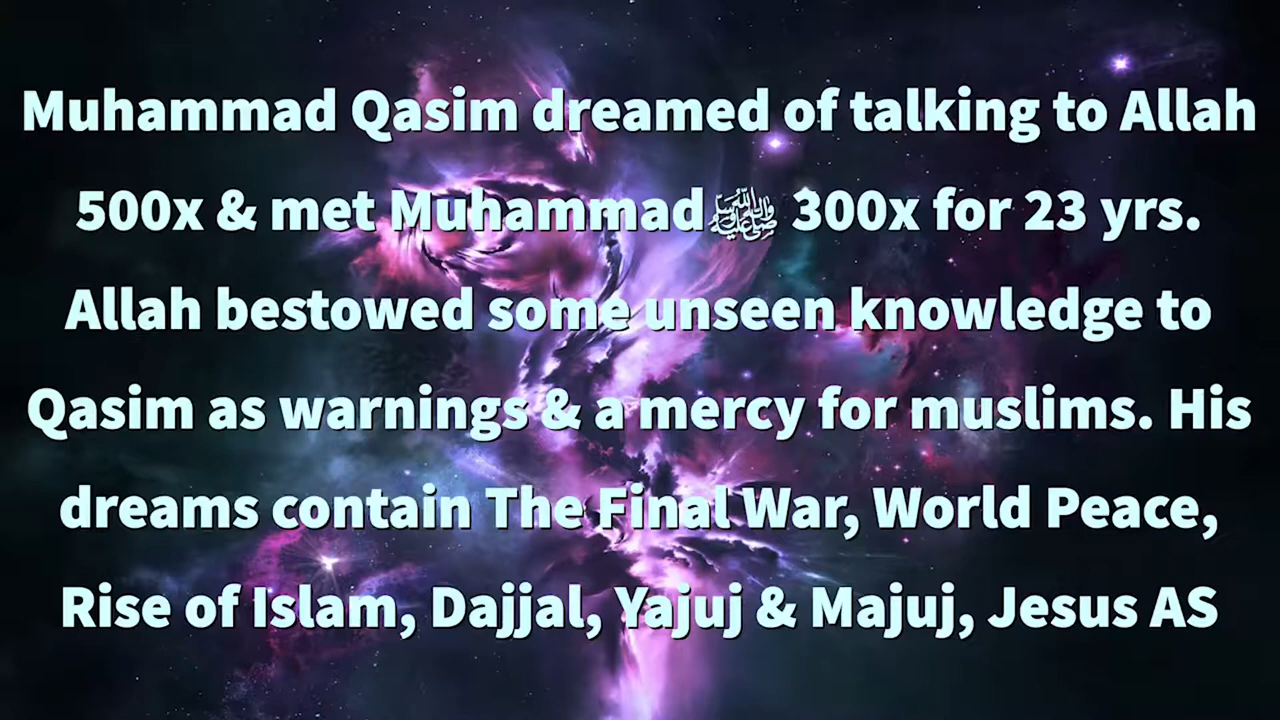 Muhammad Qasim dreamed of talking to Allah
500x & met Muhammadﷺ 300x for 23 yrs.
Allah bestowed some unseen knowledge to
Qasim as warnings & a mercy for muslims. His
dreams contain The Final War, World Peace,
Rise of Islam, Dajjal, Yajuj & Majuj, Jesus AS